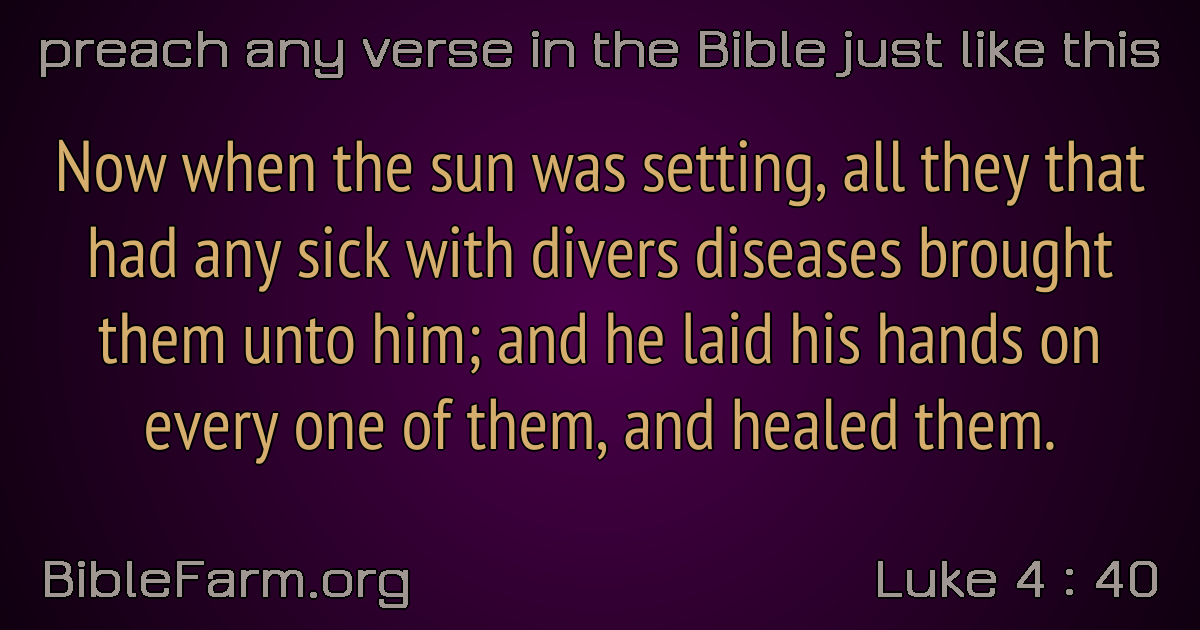 preach any verse in the Bible just like this
Now when the sun was setting, all they that
had any sick with divers diseases brought
them unto him; and he laid his hands on
every one of them, and healed them.
BibleFarm.org
Luke 4 : 40